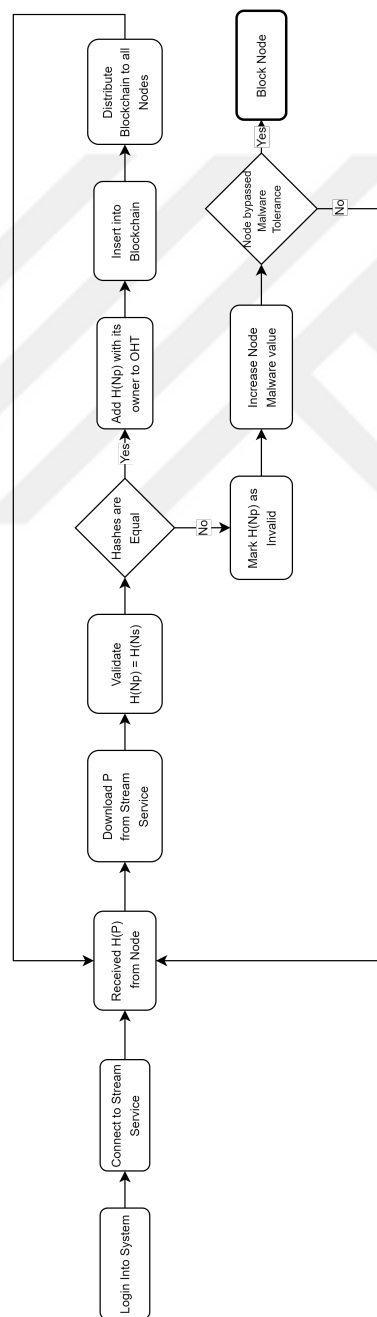 Login Into System
Connect to Stream
Service
Received H(P)
from Node
Download P
from Stream
Service
Validate
H(Np) = H(Ns)
Hashes are
Equal
Yes
Add H(Np) with its
owner to OHT
Insert into
Blockchain
Distribute
Blockchain to all
Nodes
No
Mark H(Np) as
Invalid
Increase Node
Malware value
Node bypassed
Malware
Tolerance
Yes
Block Node
No